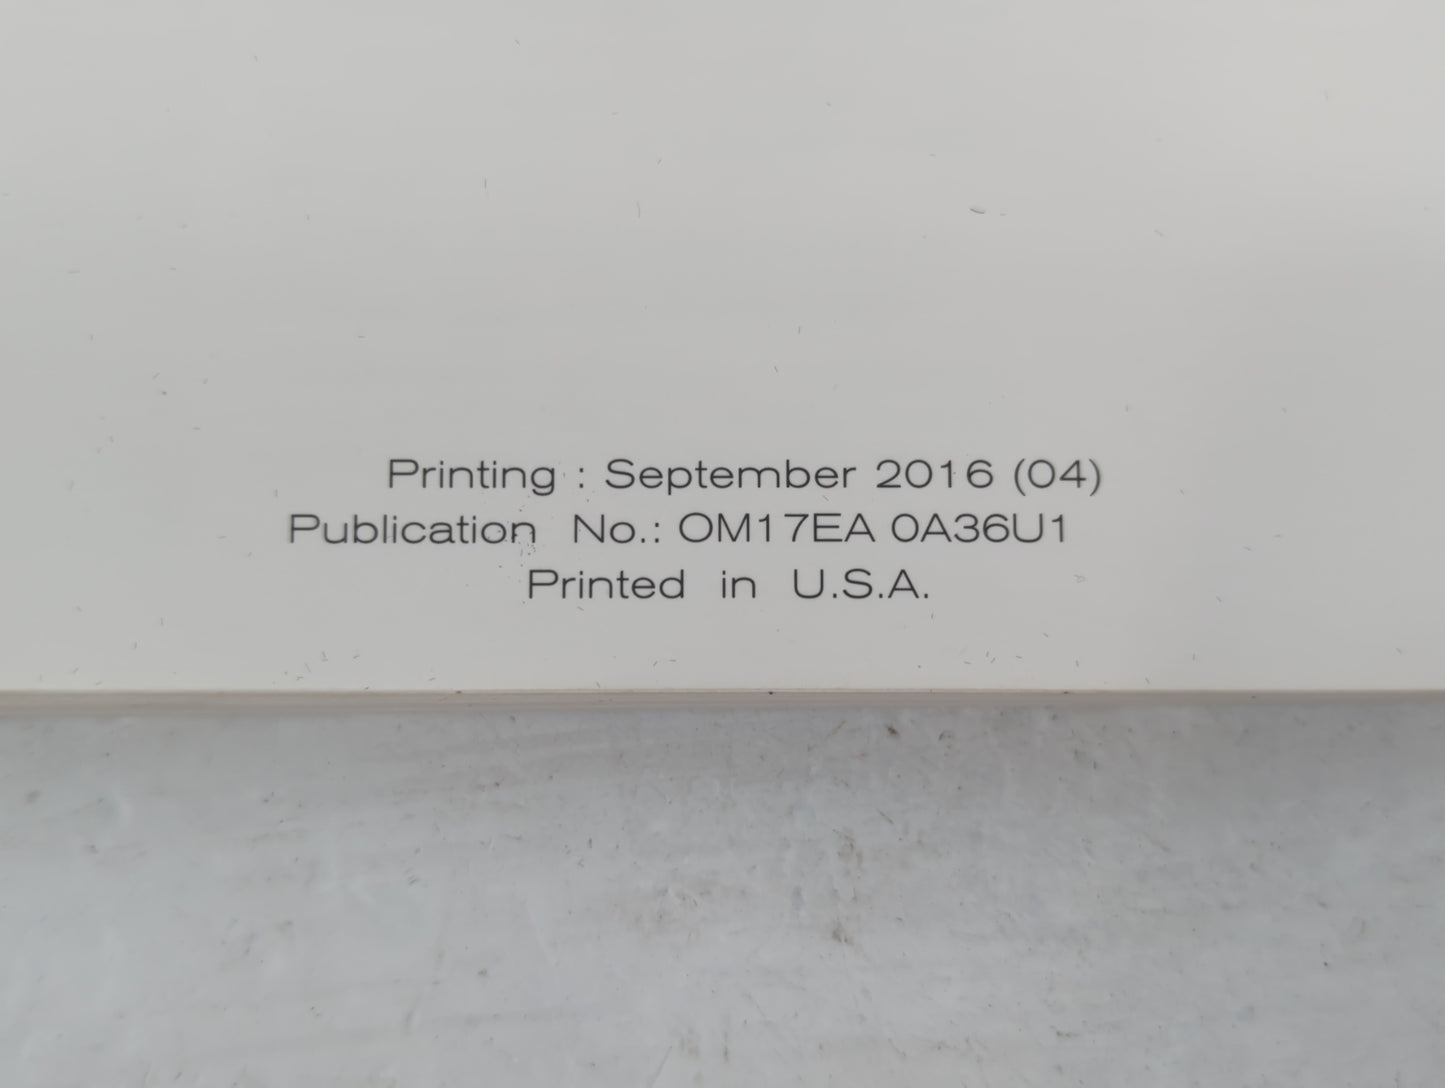 Printing : September 2016 (04)
Publication No.: OM17EA 0A36U1
Printed in U.S.A.